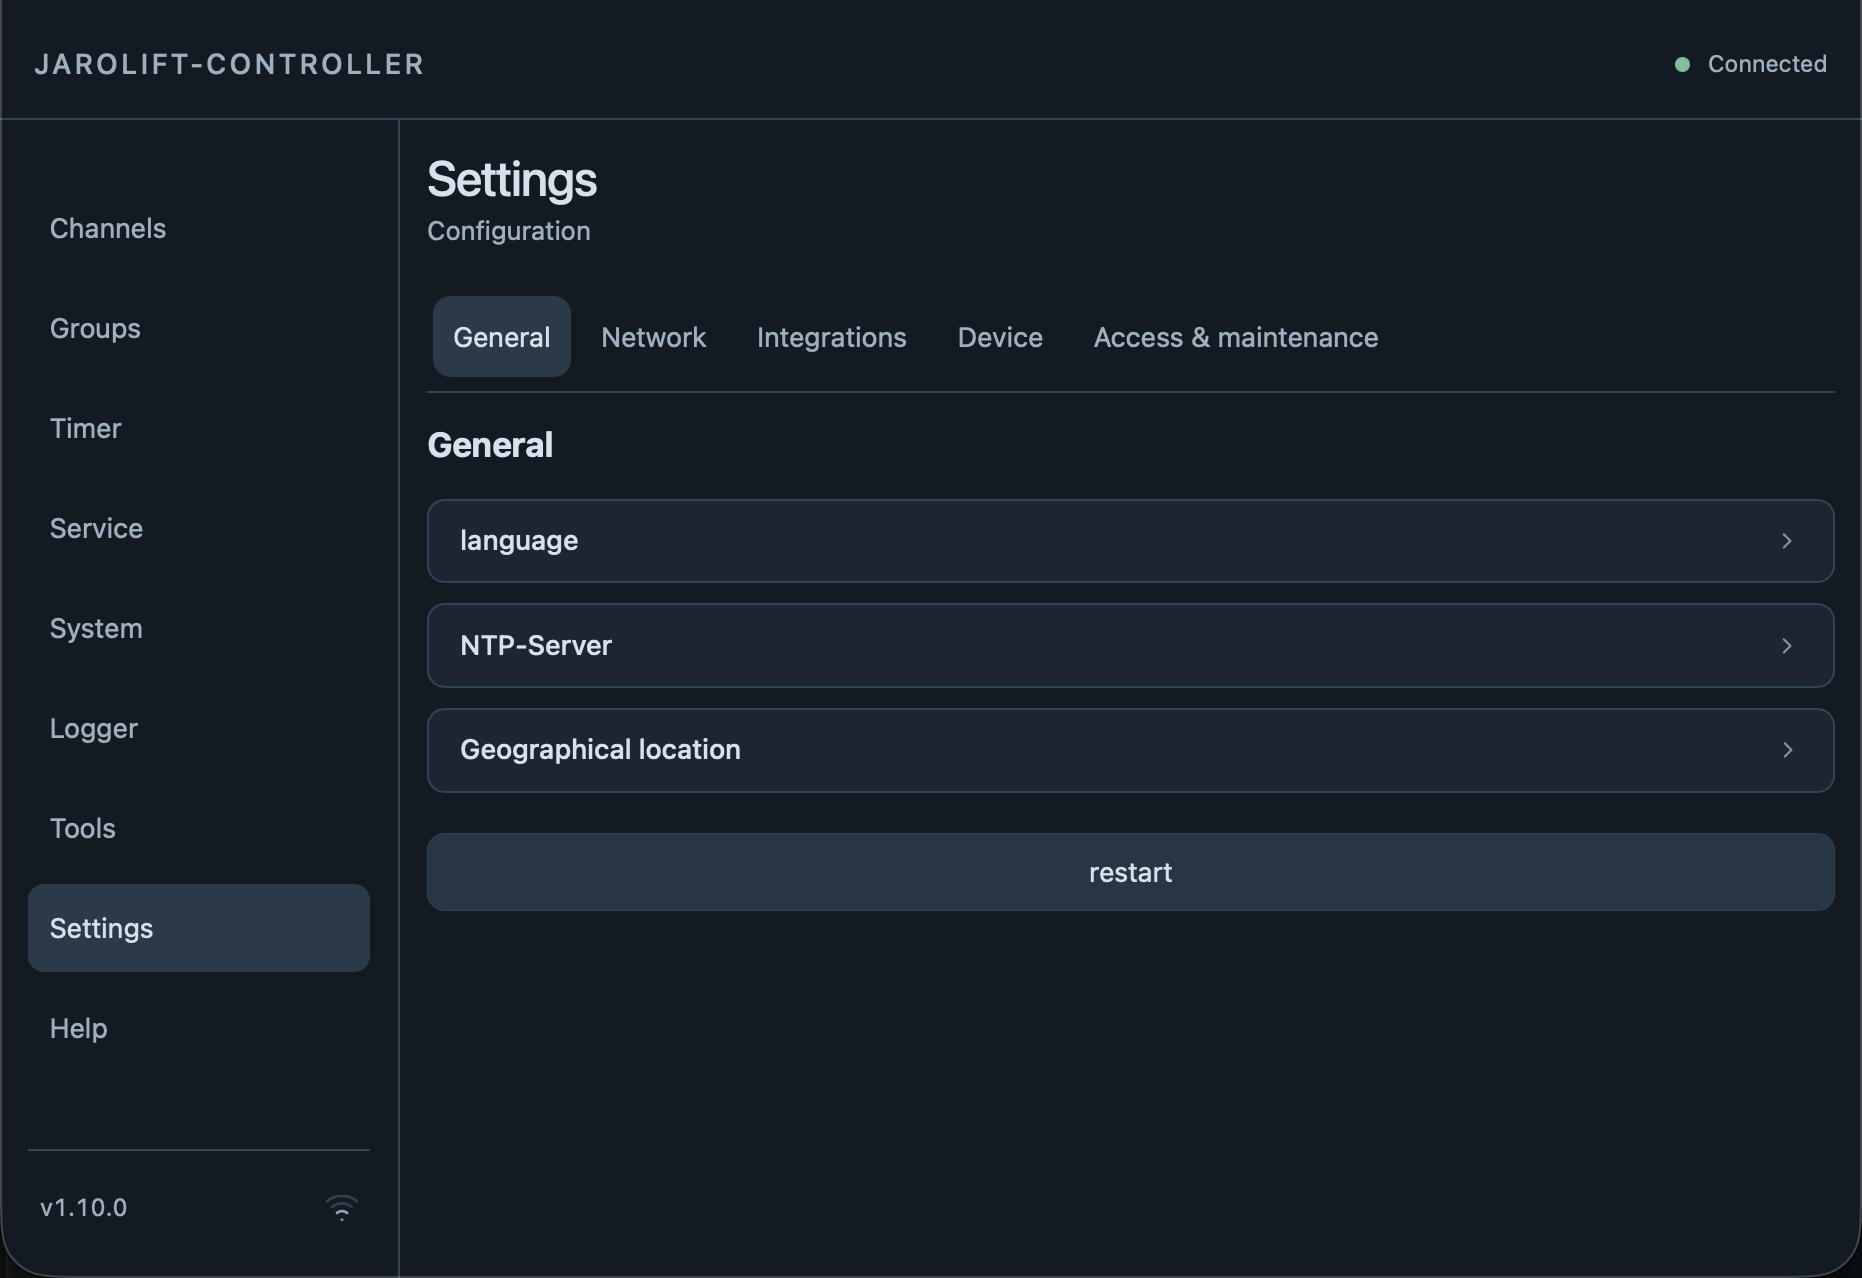 JAROLIFT-CONTROLLER
Connected
Channels
Groups
Timer
Service
System
Logger
Tools
Settings
Help
v1.10.0
Settings
Configuration
General Network Integrations Device Access & maintenance
General
language
NTP-Server
Geographical location
restart